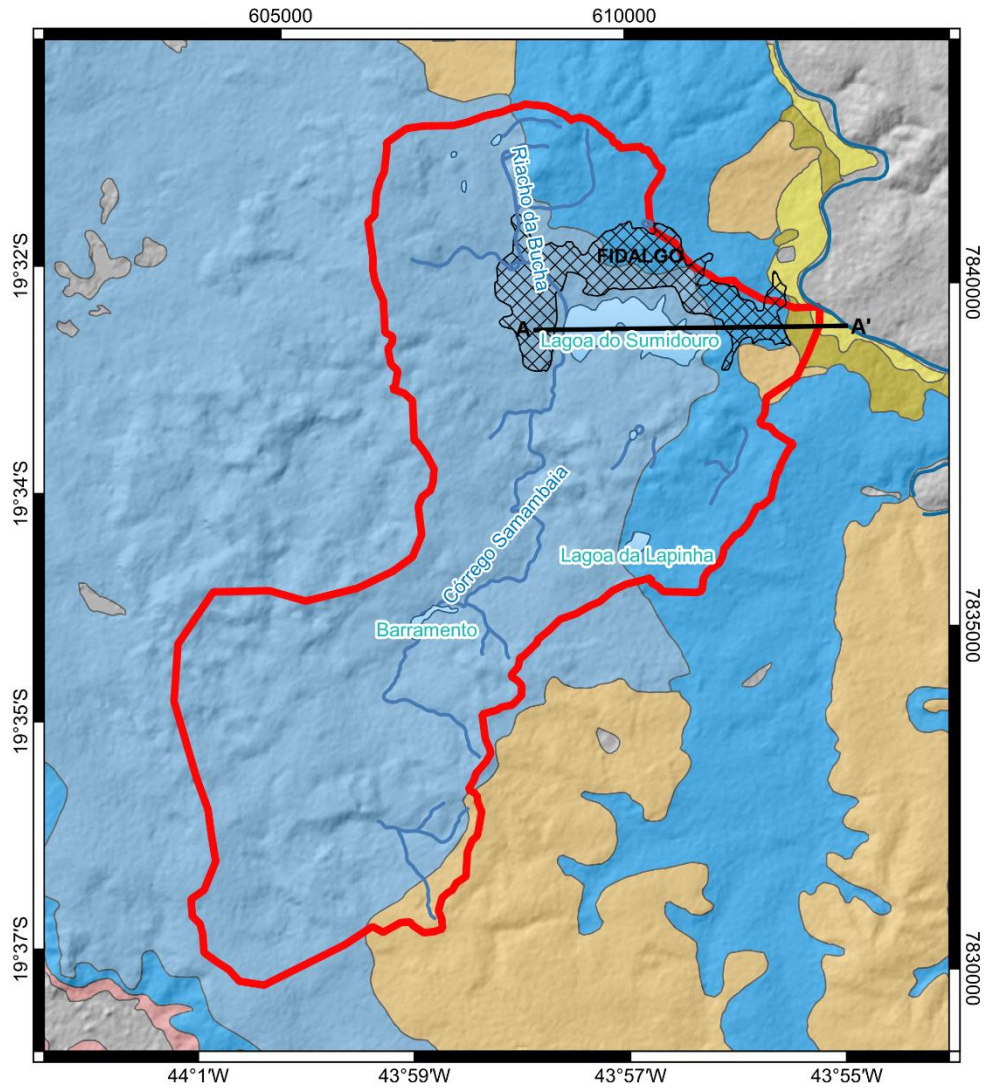 605000
610000
Riacho da Bucha
19°32'S
FIDALGO
7840000
A
A'
Lagoa do Sumidouro
19°34'S
Córrego Samambaia
Lagoa da Lapinha
Barramento
7835000
19°35'S
19°37'S
7830000
44°1'W
43°59'W
43°57'W
43°55'W